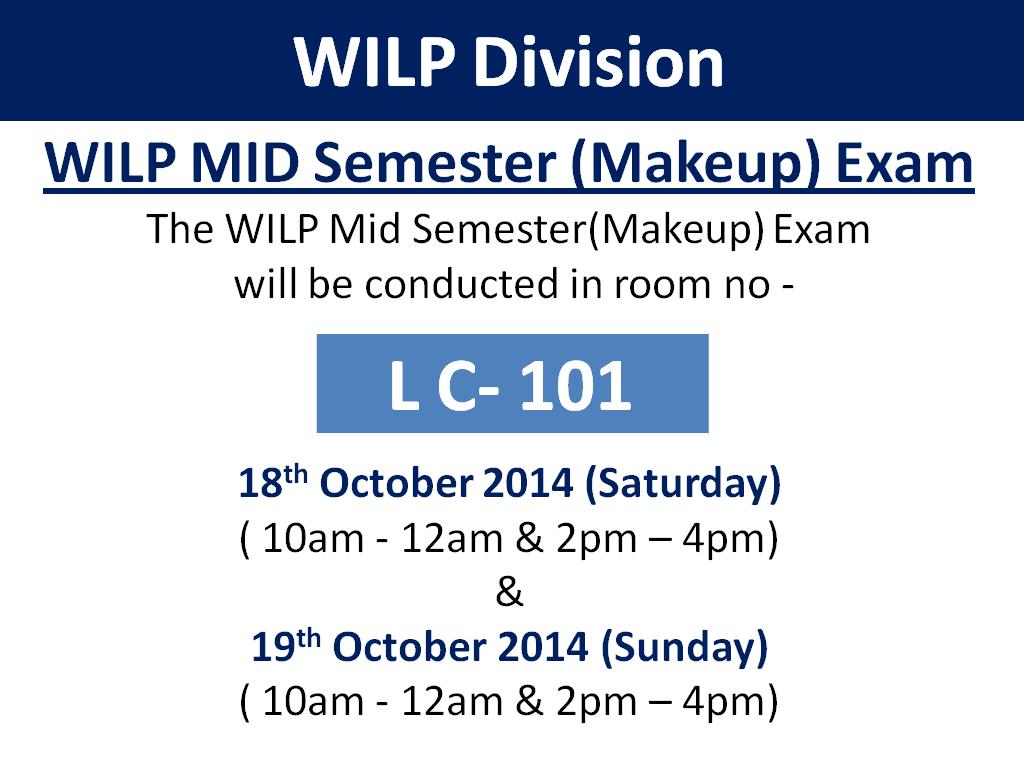 WILP Division
WILP MID Semester (Makeup) Exam
The WILP Mid Semester(Makeup) Exam
will be conducted in room no -
L C- 101
18th October 2014 (Saturday)
( 10am - 12am & 2pm – 4pm)
&
19th October 2014 (Sunday)
( 10am - 12am & 2pm – 4pm)